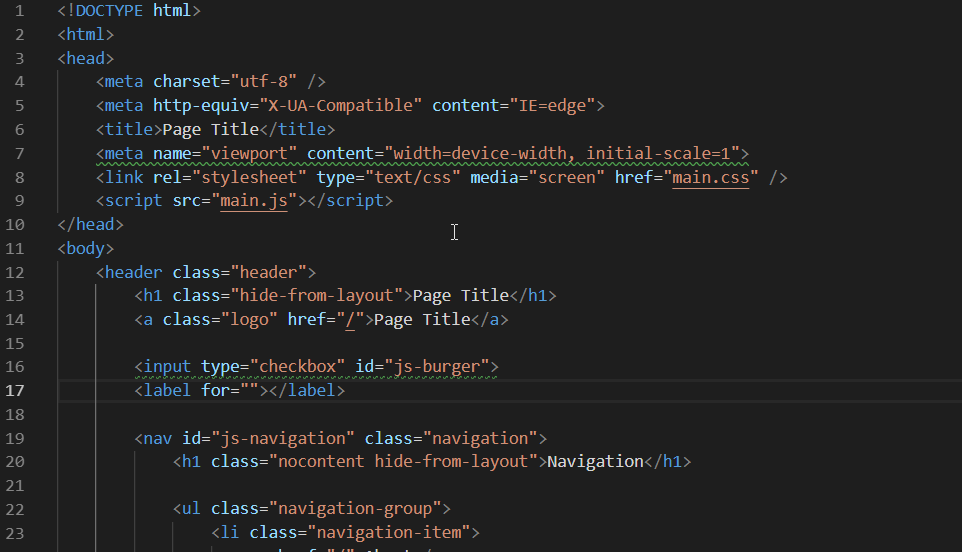 1 <!DOCTYPE html>
2 <html>
3 <head>
4 <meta charset="utf-8" />
5 <meta http-equiv="X-UA-Compatible" content="IE=edge">
6 <title>Page Title</title>
7 <meta name="viewport" content="width=device-width, initial-scale=1">
8 <link rel="stylesheet" type="text/css" media="screen" href="main.css" />
9 <script src="main.js"></script>
10 </head>
11 <body>
12 <header class="header">
13 <h1 class="hide-from-layout">Page Title</h1>
14 <a class="logo" href="/">Page Title</a>
15
16 <input type="checkbox" id="js-burger">
17 <label for=""></label>
18
19 <nav id="js-navigation" class="navigation">
20 <h1 class="nocontent hide-from-layout">Navigation</h1>
21
22 <ul class="navigation-group">
23 <li class="navigation-item">